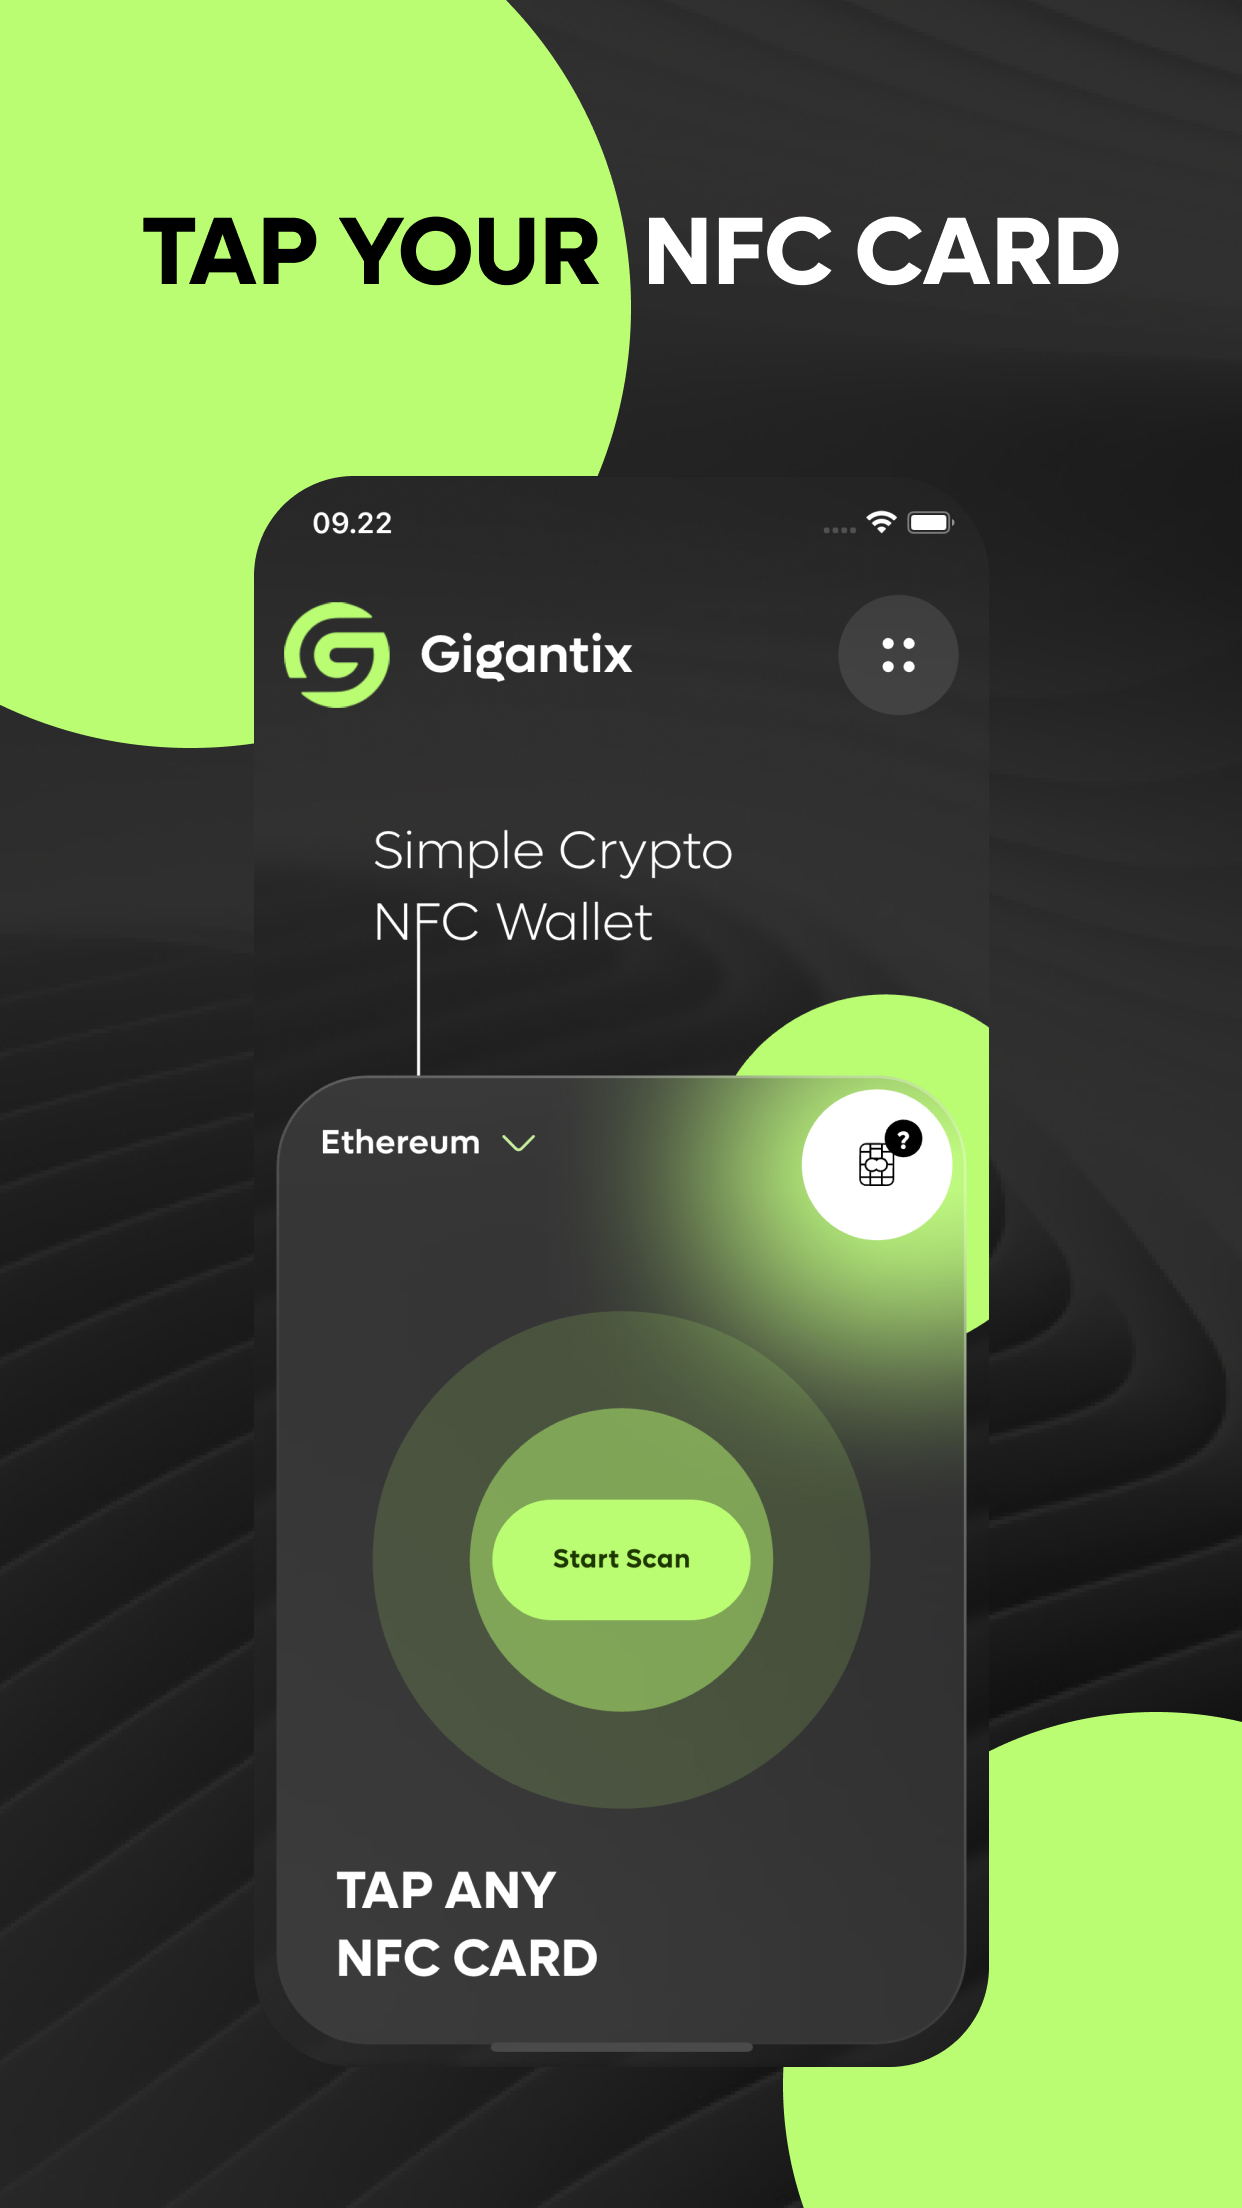 TAP YOUR NFC CARD
09.22
Gigantix
Simple Crypto
NFC Wallet
Ethereum
?
Start Scan
TAP ANY
NFC CARD